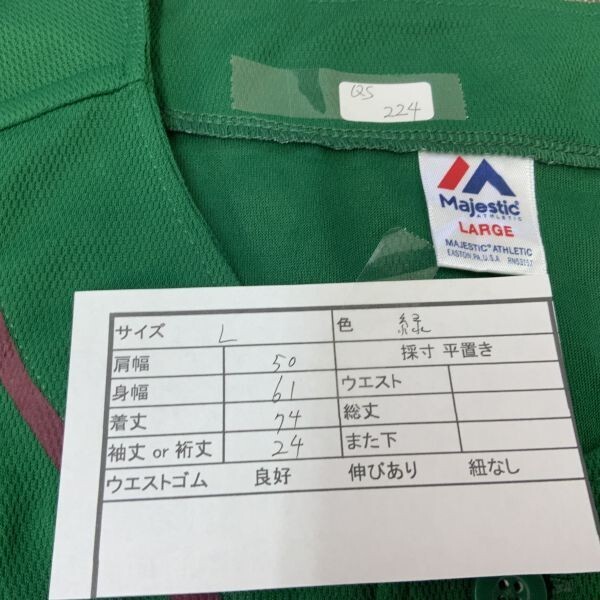 QS
224
Majestic®
ATHLETIC
LARGE
MAJESTIC® ATHLETIC
EASTON, PA, U.S.A. RN53157
サイズ L 色 緑
肩幅 50 採寸 平置き
身幅 61 ウエスト
着丈 74 総丈
袖丈 or 裄丈 24 また下
ウエストゴム 良好 伸びあり 紐なし